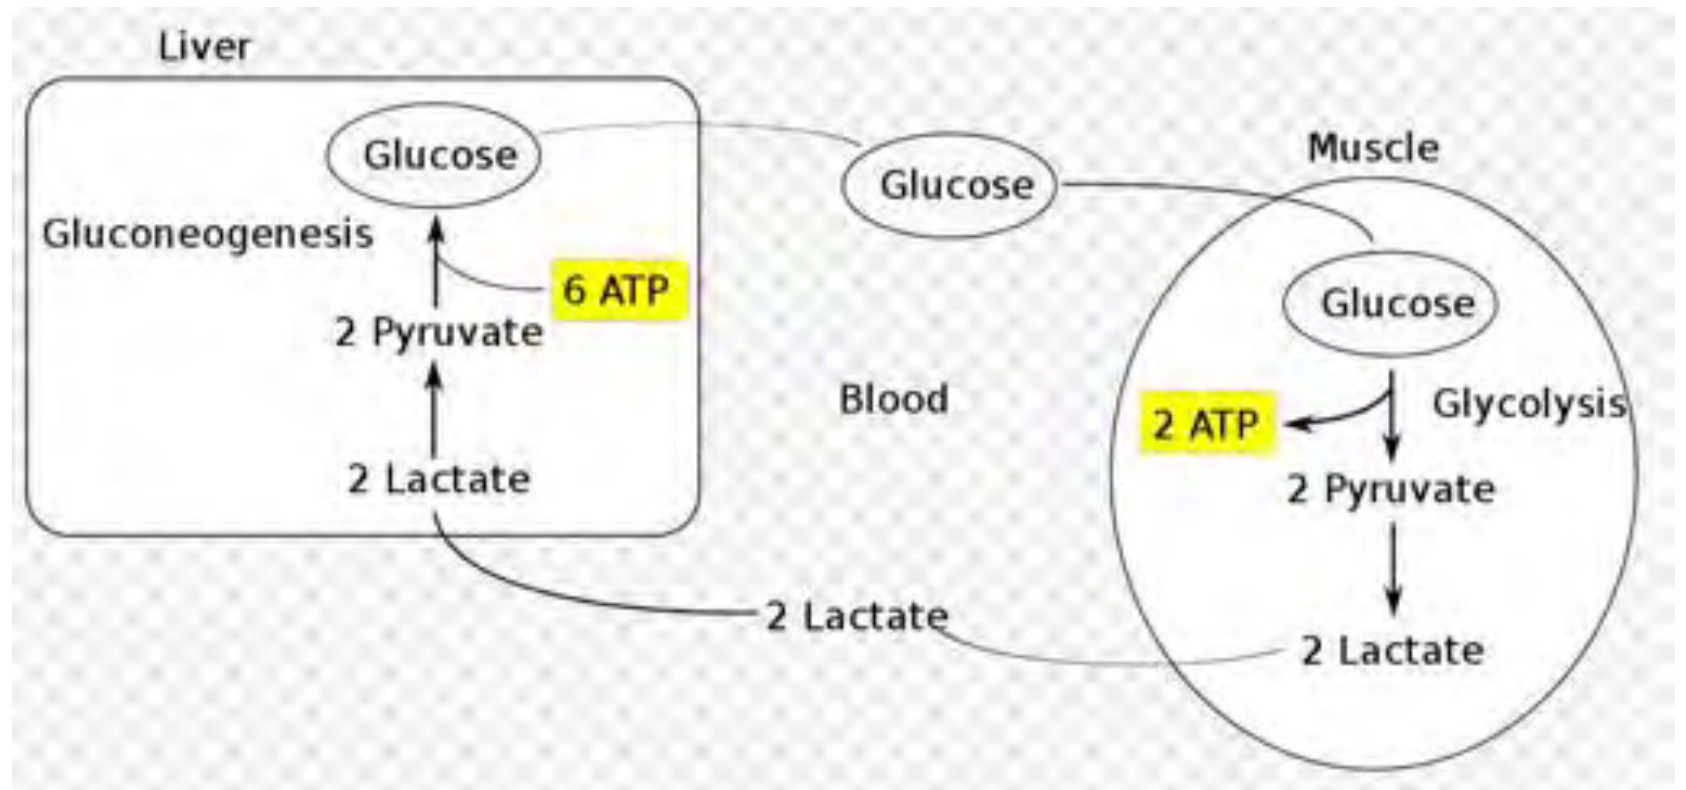 Liver
Glucose
Gluconeogenesis
6 ATP
2 Pyruvate
2 Lactate
Glucose
Blood
2 Lactate
Muscle
Glucose
2 ATP
Glycolysis
2 Pyruvate
2 Lactate